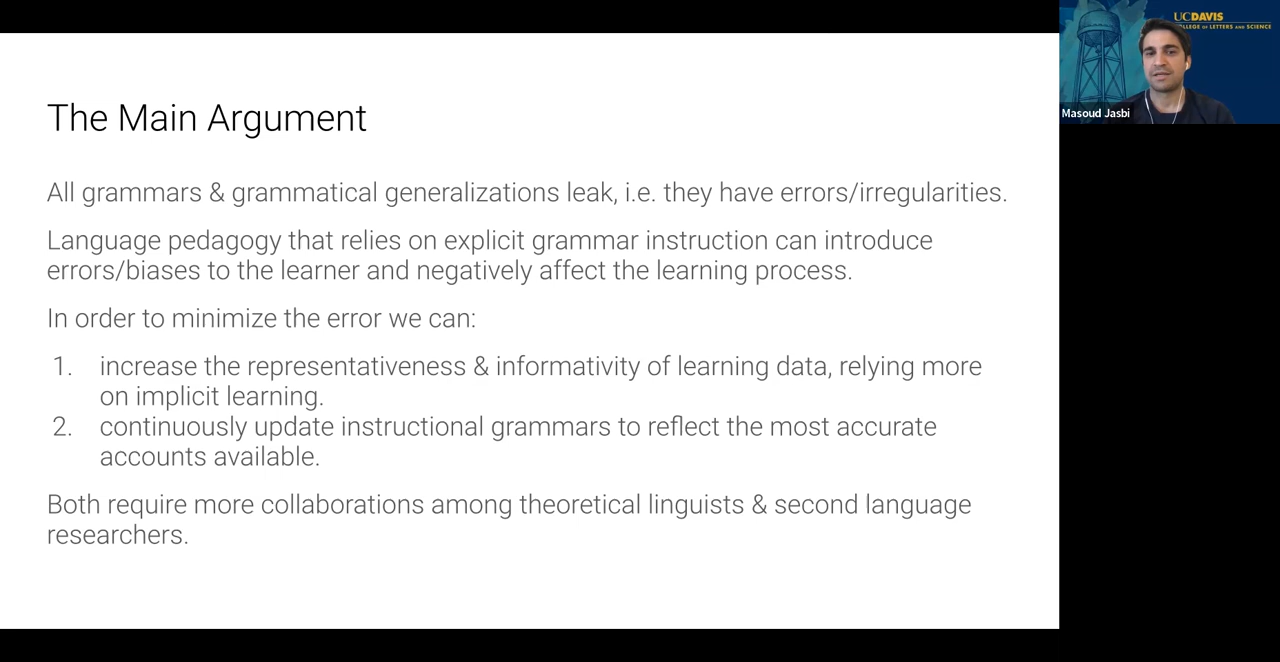 The Main Argument
All grammars & grammatical generalizations leak, i.e. they have errors/irregularities.
Language pedagogy that relies on explicit grammar instruction can introduce
errors/biases to the learner and negatively affect the learning process.
In order to minimize the error we can:
1. increase the representativeness & informativity of learning data, relying more
on implicit learning.
2. continuously update instructional grammars to reflect the most accurate
accounts available.
Both require more collaborations among theoretical linguists & second language
researchers.
UCDAVIS
OLLEGE OF LETTERS AND SCIENCE
Masoud Jasbi